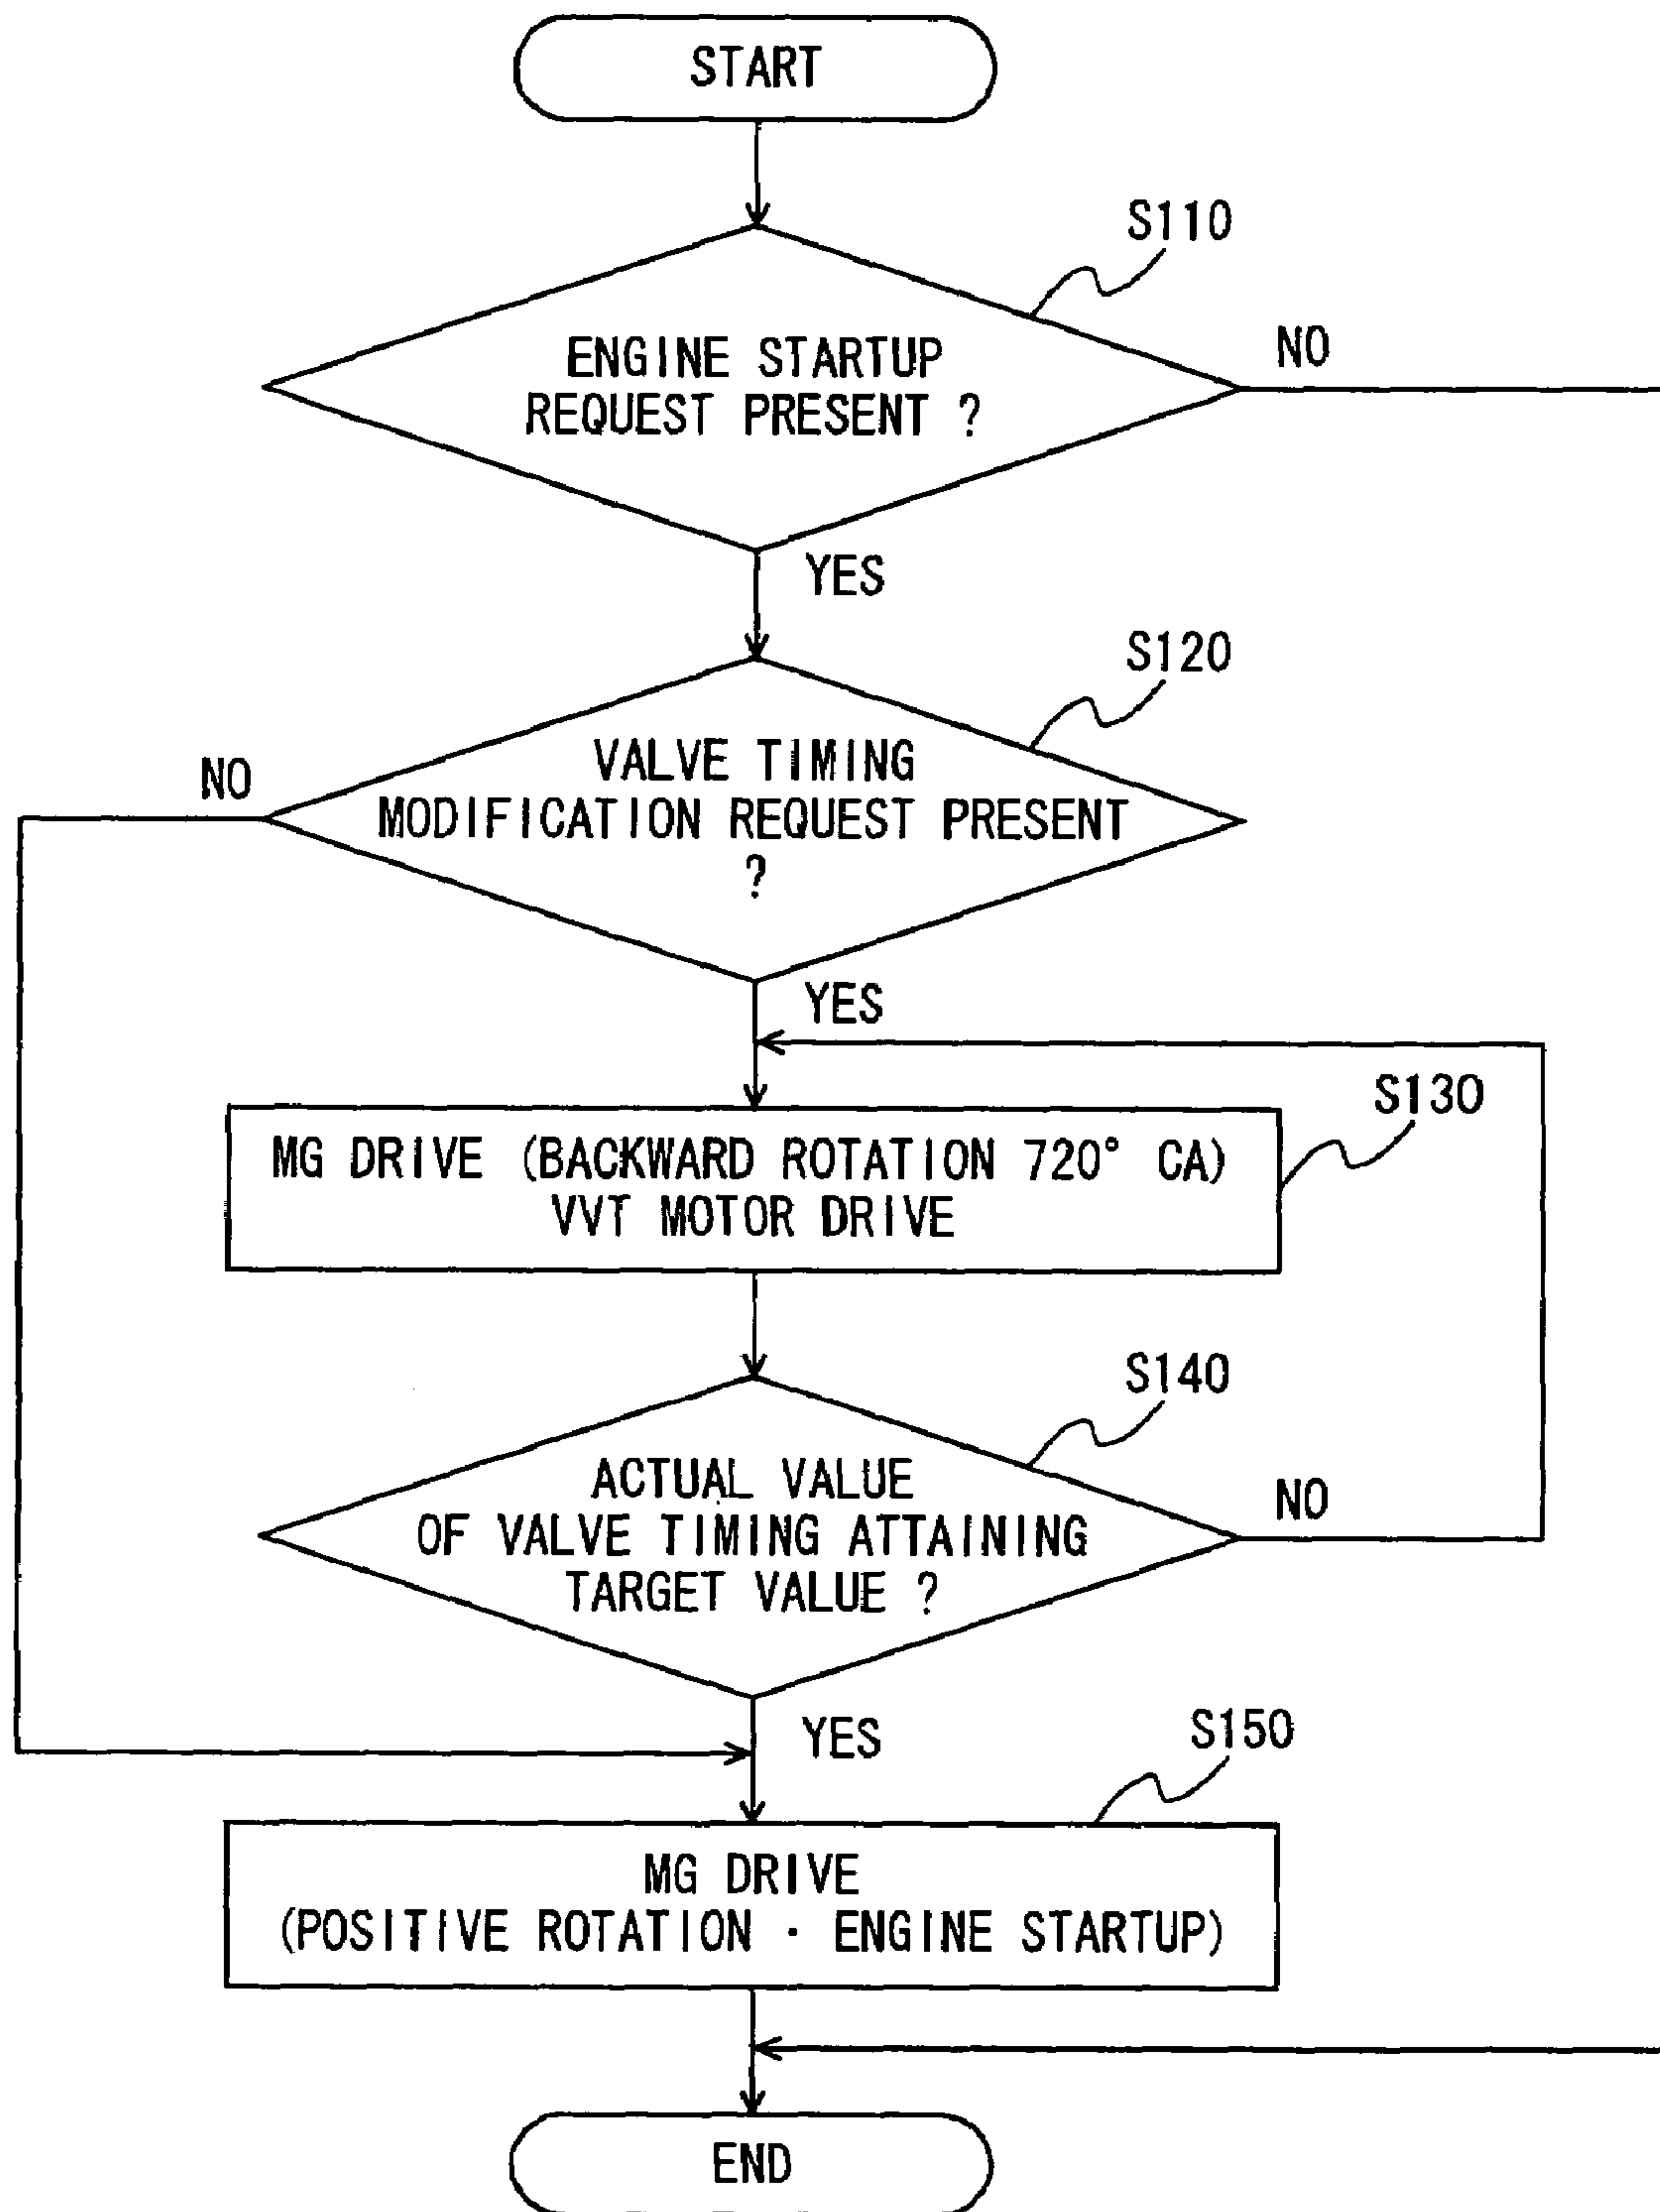 START
S110
ENGINE STARTUP
REQUEST PRESENT ?
NO
YES
S120
VALVE TIMING
MODIFICATION REQUEST PRESENT
?
NO
YES
S130
MG DRIVE (BACKWARD ROTATION 720° CA)
VVT MOTOR DRIVE
S140
ACTUAL VALUE
OF VALVE TIMING ATTAINING
TARGET VALUE ?
NO
YES
S150
MG DRIVE
(POSITIVE ROTATION · ENGINE STARTUP)
END